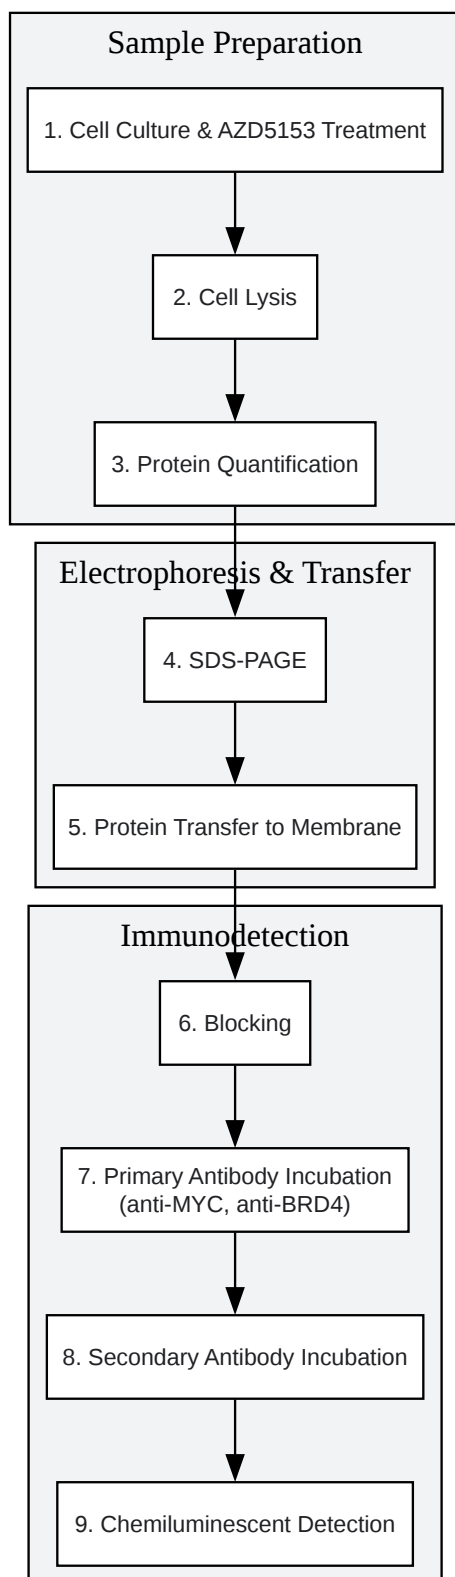 Sample Preparation
1. Cell Culture & AZD5153 Treatment
2. Cell Lysis
3. Protein Quantification
Electrophoresis & Transfer
4. SDS-PAGE
5. Protein Transfer to Membrane
Immunodetection
6. Blocking
7. Primary Antibody Incubation
(anti-MYC, anti-BRD4)
8. Secondary Antibody Incubation
9. Chemiluminescent Detection